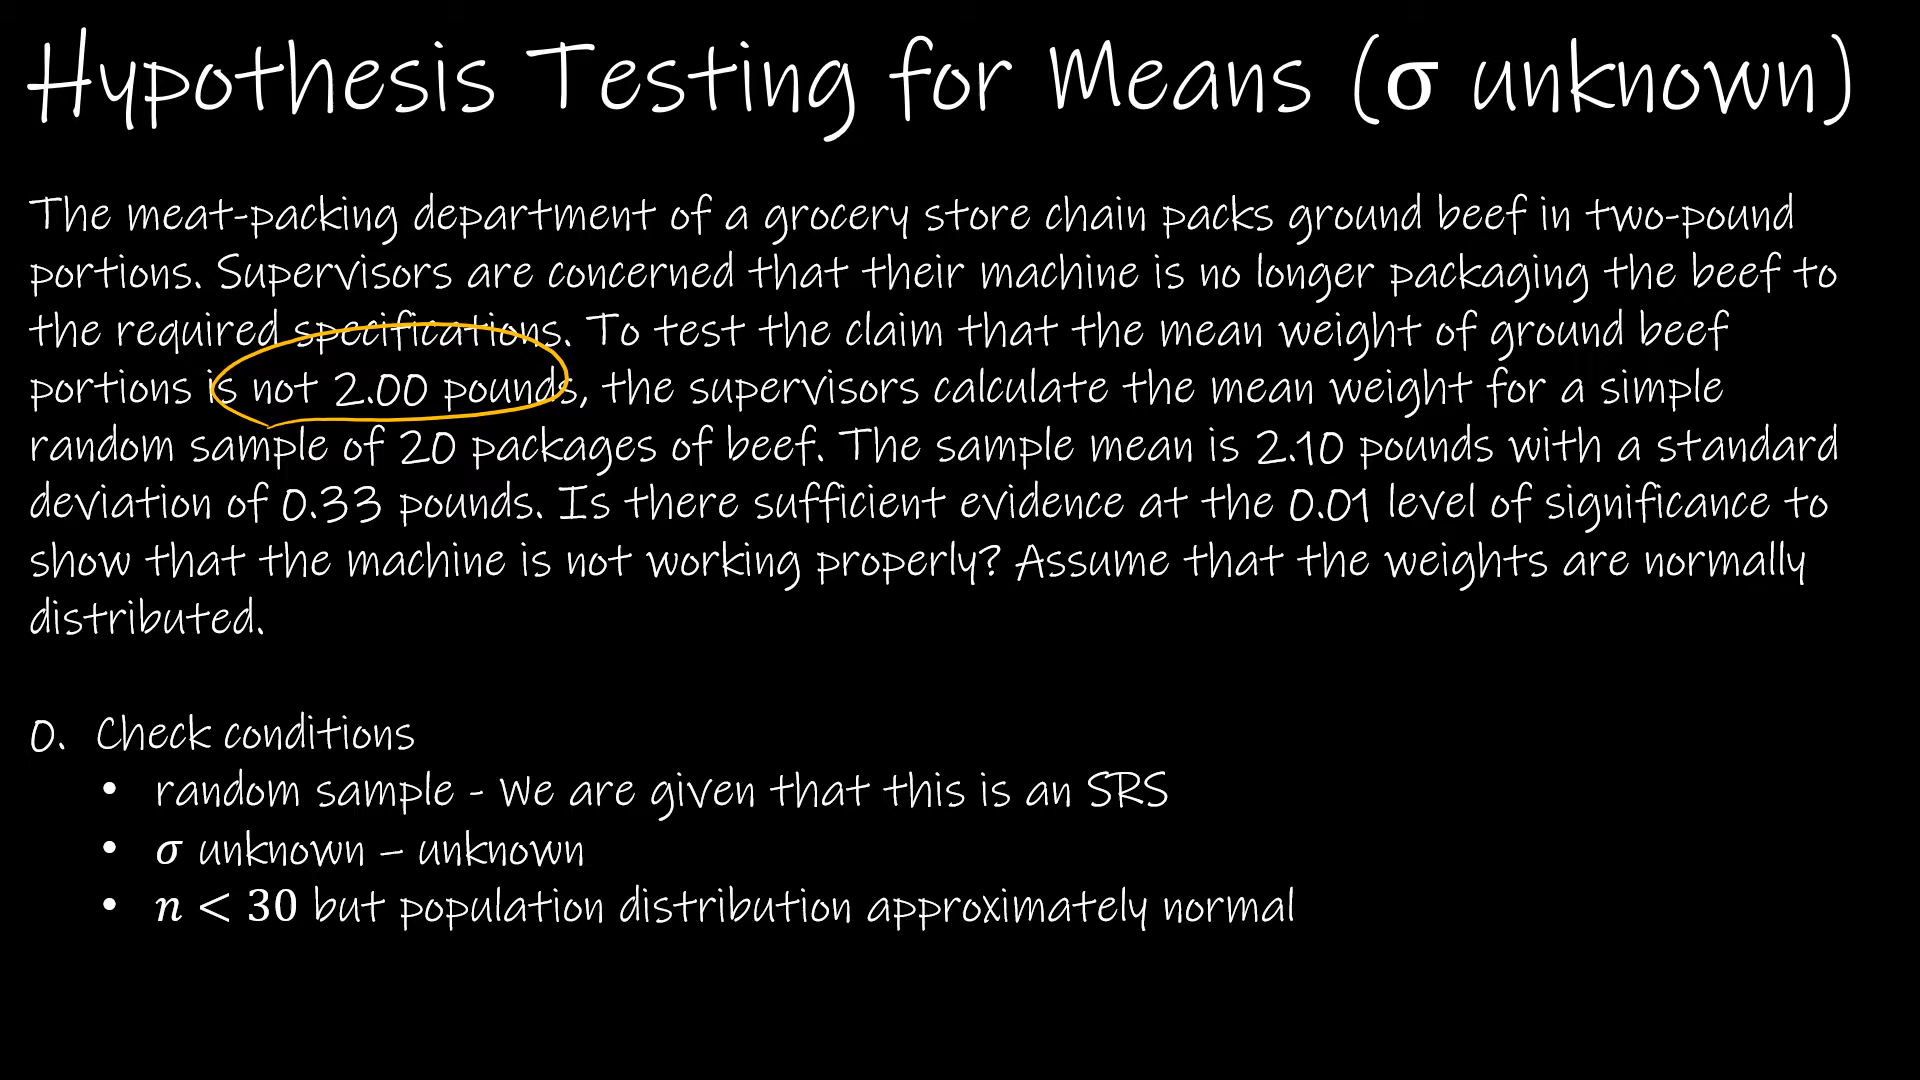 Hypothesis Testing for Means (σ unknown)
The meat-packing department of a grocery store chain packs ground beef in two-pound
portions. Supervisors are concerned that their machine is no longer packaging the beef to
the required specifications. To test the claim that the mean weight of ground beef
portions is not 2.00 pounds, the supervisors calculate the mean weight for a simple
random sample of 20 packages of beef. The sample mean is 2.10 pounds with a standard
deviation of 0.33 pounds. Is there sufficient evidence at the 0.01 level of significance to
show that the machine is not working properly? Assume that the weights are normally
distributed.
0. Check conditions
• random sample - We are given that this is an SRS
• σ unknown – unknown
• n < 30 but population distribution approximately normal